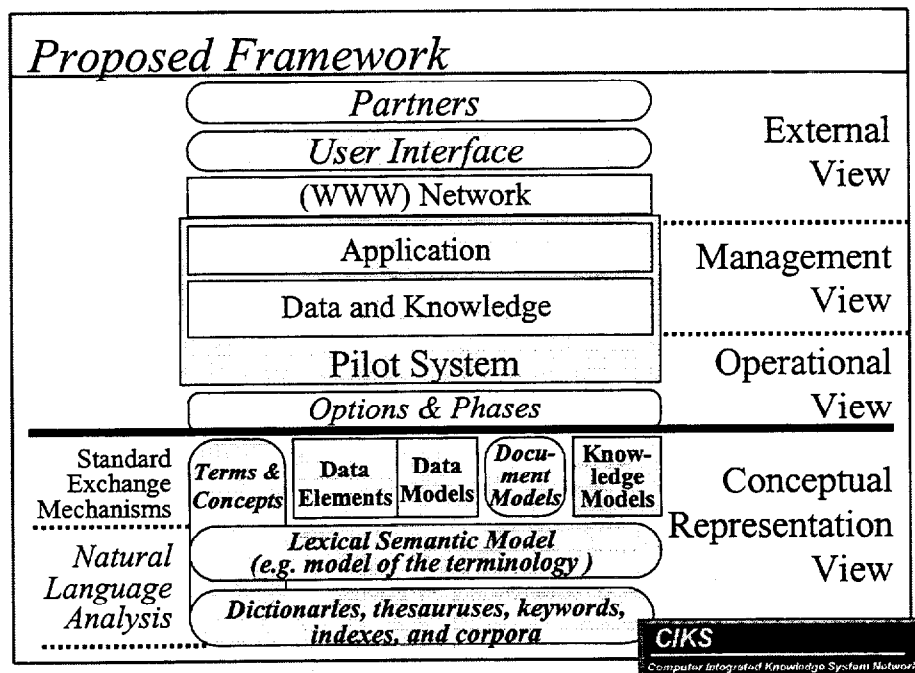 Proposed Framework
Partners
User Interface
(WWW) Network
External
View
Application
Data and Knowledge
Management
View
Pilot System
Options & Phases
Operational
View
Standard
Exchange
Mechanisms
Terms &
Concepts
Data
Elements
Data
Models
Docu-
ment
Models
Know-
ledge
Models
Conceptual
Representation
View
Natural
Language
Analysis
Lexical Semantic Model
(e.g. model of the terminology )
Dictionaries, thesauruses, keywords,
indexes, and corpora
CIKS
Computer Integrated Knowledge System Network